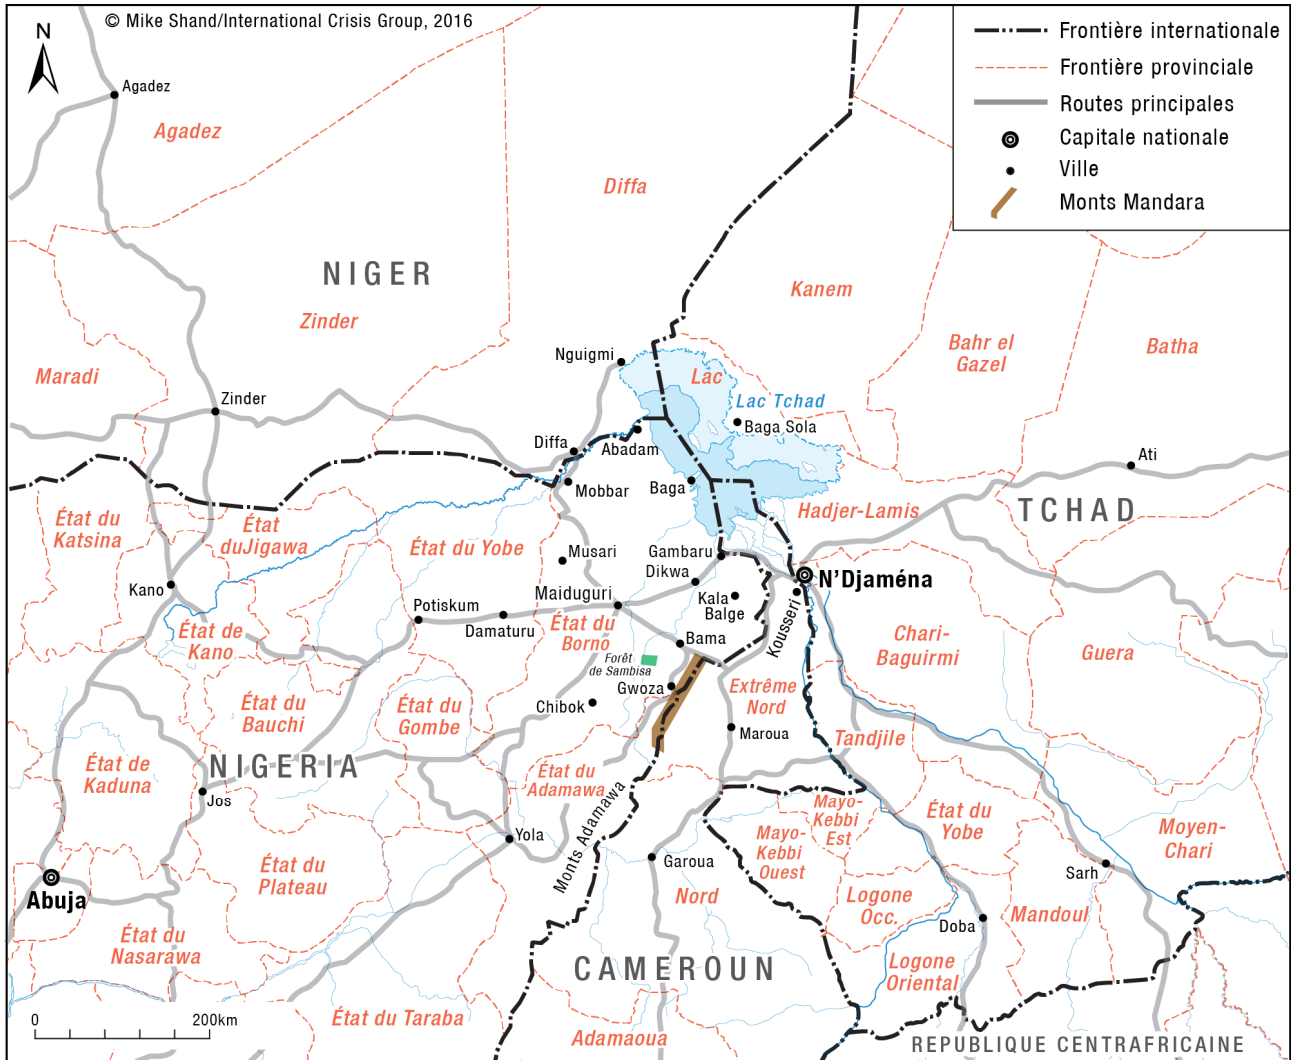 © Mike Shand/International Crisis Group, 2016
N
Frontière internationale
Frontière provinciale
Routes principales
Capitale nationale
Ville
Monts Mandara
Agadez
Agadez
Diffa
NIGER
Zinder
Kanem
Bahr el
Gazel
Batha
Maradi
Nguigmi
Lac
Zinder
Lac Tchad
Baga Sola
Diffa
Abadam
Ati
Mobbar
Baga
Hadjer-Lamis
TCHAD
État du
Katsina
État
duJigawa
État du Yobe
Musari
Gambaru
Dikwa
N'Djaména
Kano
Maiduguri
Kala
Balge
Kousseri
Potiskum
Damaturu
État du
Borno
État de
Kano
Bama
Chari-
Baguirmi
Guera
Forêt
de Sambisa
Gwoza
Extrême
Nord
Chibok
État du
Bauchi
État du
Gombe
Maroua
Tandjile
NIGERIA
État de
Kaduna
Jos
État du
Adamawa
Monts Adamawa
Mayo-
Kebbi
Est
État du
Yobe
Mayo-
Kebbi
Ouest
Moyen-
Chari
Yola
Garoua
Sarh
État du
Plateau
Abuja
Nord
Logone
Occ.
Mandoul
Doba
État du
Nasarawa
CAMEROUN
Logone
Oriental
0
200km
État du Taraba
Adamaoua
REPUBLIQUE CENTRAFRICAINE